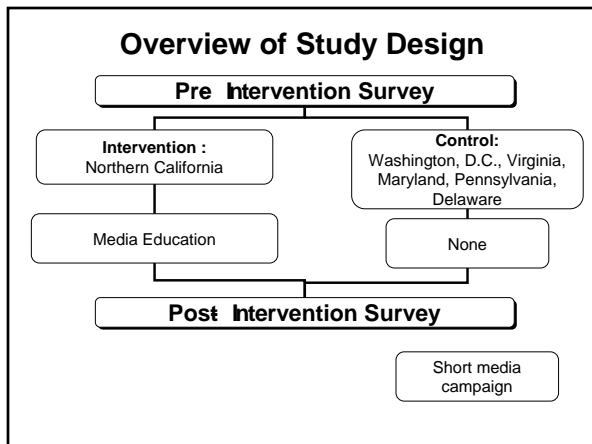 Overview of Study Design
Pre Intervention Survey
Intervention :
Northern California
Control:
Washington, D.C., Virginia,
Maryland, Pennsylvania,
Delaware
Media Education
None
Post- Intervention Survey
Short media
campaign